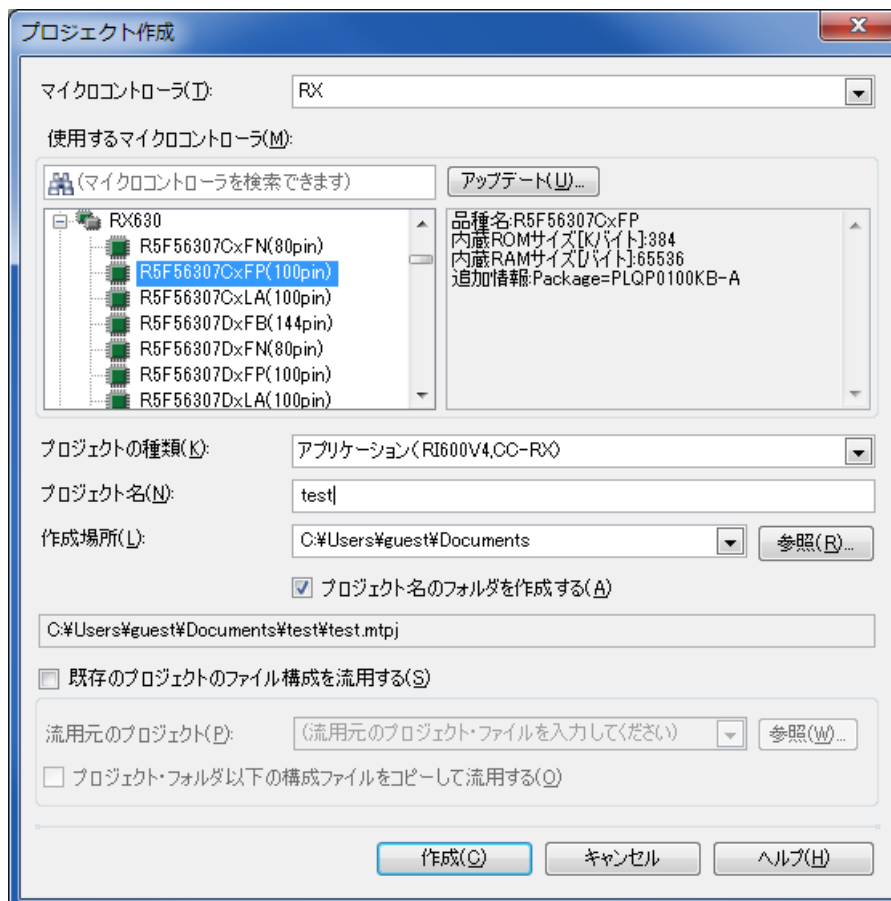 プロジェクト作成
マイクロコントローラ(T): RX
使用するマイクロコントローラ(M):
(マイクロコントローラを検索できます) アップデート(U)...
RX630
R5F56307CxFN(80pin)
R5F56307CxFP(100pin)
R5F56307CxLA(100pin)
R5F56307DxFB(144pin)
R5F56307DxFN(80pin)
R5F56307DxFP(100pin)
R5F56307DxLA(100pin)
品種名:R5F56307CxFP
内蔵ROMサイズ[Kバイト]:384
内蔵RAMサイズ[バイト]:65536
追加情報:Package=PLQP0100KB-A
プロジェクトの種類(K): アプリケーション(RI600V4,CC-RX)
プロジェクト名(N): test
作成場所(L): C:¥Users¥guest¥Documents 参照(R)...
プロジェクト名のフォルダを作成する(A)
C:¥Users¥guest¥Documents¥test¥test.mtpj
既存のプロジェクトのファイル構成を流用する(S)
流用元のプロジェクト(P): (流用元のプロジェクト・ファイルを入力してください) 参照(W)...
プロジェクト・フォルダ以下の構成ファイルをコピーして流用する(O)
作成(C) キャンセル ヘルプ(H)